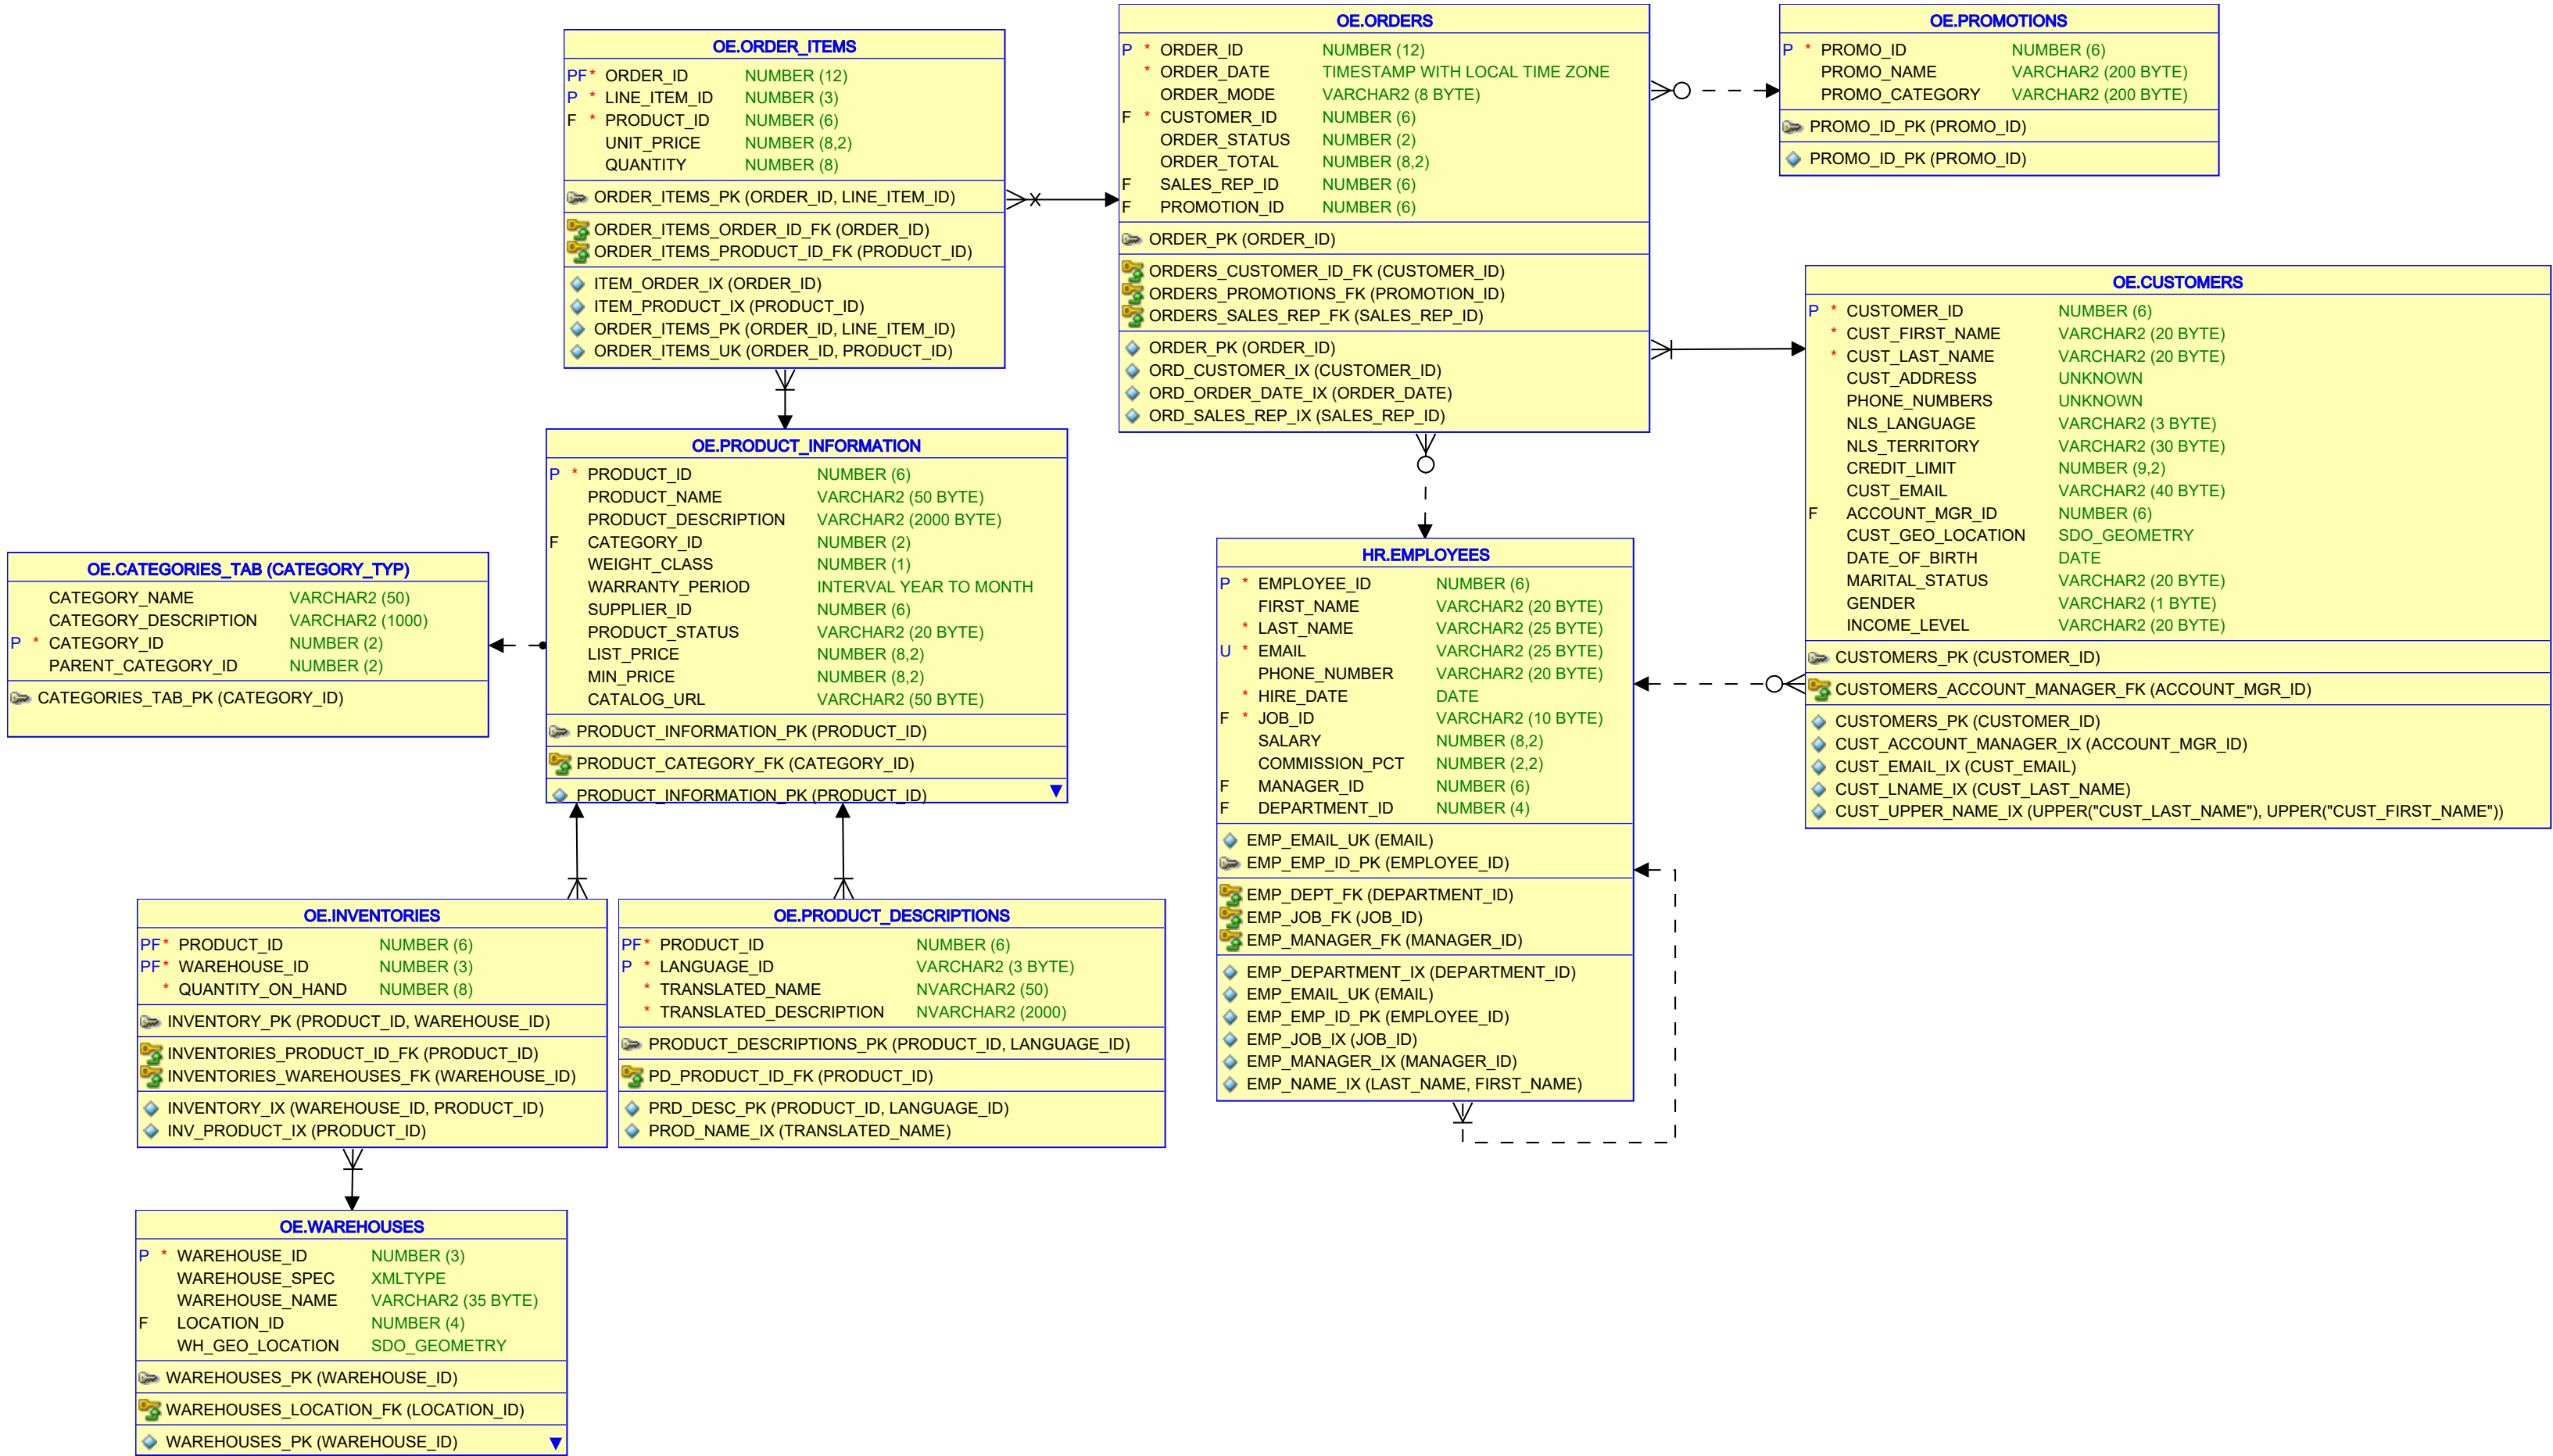 OE.ORDER_ITEMS
PF * ORDER_ID NUMBER (12)
P * LINE_ITEM_ID NUMBER (3)
F * PRODUCT_ID NUMBER (6)
UNIT_PRICE NUMBER (8,2)
QUANTITY NUMBER (8)
ORDER_ITEMS_PK (ORDER_ID, LINE_ITEM_ID)
ORDER_ITEMS_ORDER_ID_FK (ORDER_ID)
ORDER_ITEMS_PRODUCT_ID_FK (PRODUCT_ID)
ITEM_ORDER_IX (ORDER_ID)
ITEM_PRODUCT_IX (PRODUCT_ID)
ORDER_ITEMS_PK (ORDER_ID, LINE_ITEM_ID)
ORDER_ITEMS_UK (ORDER_ID, PRODUCT_ID)
OE.ORDERS
P * ORDER_ID NUMBER (12)
* ORDER_DATE TIMESTAMP WITH LOCAL TIME ZONE
ORDER_MODE VARCHAR2 (8 BYTE)
F * CUSTOMER_ID NUMBER (6)
ORDER_STATUS NUMBER (2)
ORDER_TOTAL NUMBER (8,2)
F SALES_REP_ID NUMBER (6)
F PROMOTION_ID NUMBER (6)
ORDER_PK (ORDER_ID)
ORDERS_CUSTOMER_ID_FK (CUSTOMER_ID)
ORDERS_PROMOTIONS_FK (PROMOTION_ID)
ORDERS_SALES_REP_FK (SALES_REP_ID)
ORDER_PK (ORDER_ID)
ORD_CUSTOMER_IX (CUSTOMER_ID)
ORD_ORDER_DATE_IX (ORDER_DATE)
ORD_SALES_REP_IX (SALES_REP_ID)
OE.PROMOTIONS
P * PROMO_ID NUMBER (6)
PROMO_NAME VARCHAR2 (200 BYTE)
PROMO_CATEGORY VARCHAR2 (200 BYTE)
PROMO_ID_PK (PROMO_ID)
PROMO_ID_PK (PROMO_ID)
OE.CUSTOMERS
P * CUSTOMER_ID NUMBER (6)
* CUST_FIRST_NAME VARCHAR2 (20 BYTE)
* CUST_LAST_NAME VARCHAR2 (20 BYTE)
CUST_ADDRESS UNKNOWN
PHONE_NUMBERS UNKNOWN
NLS_LANGUAGE VARCHAR2 (3 BYTE)
NLS_TERRITORY VARCHAR2 (30 BYTE)
CREDIT_LIMIT NUMBER (9,2)
CUST_EMAIL VARCHAR2 (40 BYTE)
F ACCOUNT_MGR_ID NUMBER (6)
CUST_GEO_LOCATION SDO_GEOMETRY
DATE_OF_BIRTH DATE
MARITAL_STATUS VARCHAR2 (20 BYTE)
GENDER VARCHAR2 (1 BYTE)
INCOME_LEVEL VARCHAR2 (20 BYTE)
CUSTOMERS_PK (CUSTOMER_ID)
CUSTOMERS_ACCOUNT_MANAGER_FK (ACCOUNT_MGR_ID)
CUSTOMERS_PK (CUSTOMER_ID)
CUST_ACCOUNT_MANAGER_IX (ACCOUNT_MGR_ID)
CUST_EMAIL_IX (CUST_EMAIL)
CUST_LNAME_IX (CUST_LAST_NAME)
CUST_UPPER_NAME_IX (UPPER("CUST_LAST_NAME"), UPPER("CUST_FIRST_NAME"))
OE.PRODUCT_INFORMATION
P * PRODUCT_ID NUMBER (6)
PRODUCT_NAME VARCHAR2 (50 BYTE)
PRODUCT_DESCRIPTION VARCHAR2 (2000 BYTE)
F CATEGORY_ID NUMBER (2)
WEIGHT_CLASS NUMBER (1)
WARRANTY_PERIOD INTERVAL YEAR TO MONTH
SUPPLIER_ID NUMBER (6)
PRODUCT_STATUS VARCHAR2 (20 BYTE)
LIST_PRICE NUMBER (8,2)
MIN_PRICE NUMBER (8,2)
CATALOG_URL VARCHAR2 (50 BYTE)
PRODUCT_INFORMATION_PK (PRODUCT_ID)
PRODUCT_CATEGORY_FK (CATEGORY_ID)
PRODUCT_INFORMATION_PK (PRODUCT_ID)
OE.CATEGORIES_TAB (CATEGORY_TYP)
CATEGORY_NAME VARCHAR2 (50)
CATEGORY_DESCRIPTION VARCHAR2 (1000)
P * CATEGORY_ID NUMBER (2)
PARENT_CATEGORY_ID NUMBER (2)
CATEGORIES_TAB_PK (CATEGORY_ID)
HR.EMPLOYEES
P * EMPLOYEE_ID NUMBER (6)
FIRST_NAME VARCHAR2 (20 BYTE)
* LAST_NAME VARCHAR2 (25 BYTE)
U * EMAIL VARCHAR2 (25 BYTE)
PHONE_NUMBER VARCHAR2 (20 BYTE)
* HIRE_DATE DATE
F * JOB_ID VARCHAR2 (10 BYTE)
SALARY NUMBER (8,2)
COMMISSION_PCT NUMBER (2,2)
F MANAGER_ID NUMBER (6)
F DEPARTMENT_ID NUMBER (4)
EMP_EMAIL_UK (EMAIL)
EMP_EMP_ID_PK (EMPLOYEE_ID)
EMP_DEPT_FK (DEPARTMENT_ID)
EMP_JOB_FK (JOB_ID)
EMP_MANAGER_FK (MANAGER_ID)
EMP_DEPARTMENT_IX (DEPARTMENT_ID)
EMP_EMAIL_UK (EMAIL)
EMP_EMP_ID_PK (EMPLOYEE_ID)
EMP_JOB_IX (JOB_ID)
EMP_MANAGER_IX (MANAGER_ID)
EMP_NAME_IX (LAST_NAME, FIRST_NAME)
OE.INVENTORIES
PF * PRODUCT_ID NUMBER (6)
PF * WAREHOUSE_ID NUMBER (3)
* QUANTITY_ON_HAND NUMBER (8)
INVENTORY_PK (PRODUCT_ID, WAREHOUSE_ID)
INVENTORIES_PRODUCT_ID_FK (PRODUCT_ID)
INVENTORIES_WAREHOUSES_FK (WAREHOUSE_ID)
INVENTORY_IX (WAREHOUSE_ID, PRODUCT_ID)
INV_PRODUCT_IX (PRODUCT_ID)
OE.PRODUCT_DESCRIPTIONS
PF * PRODUCT_ID NUMBER (6)
P * LANGUAGE_ID VARCHAR2 (3 BYTE)
* TRANSLATED_NAME NVARCHAR2 (50)
* TRANSLATED_DESCRIPTION NVARCHAR2 (2000)
PRODUCT_DESCRIPTIONS_PK (PRODUCT_ID, LANGUAGE_ID)
PD_PRODUCT_ID_FK (PRODUCT_ID)
PRD_DESC_PK (PRODUCT_ID, LANGUAGE_ID)
PROD_NAME_IX (TRANSLATED_NAME)
OE.WAREHOUSES
P * WAREHOUSE_ID NUMBER (3)
WAREHOUSE_SPEC XMLTYPE
WAREHOUSE_NAME VARCHAR2 (35 BYTE)
F LOCATION_ID NUMBER (4)
WH_GEO_LOCATION SDO_GEOMETRY
WAREHOUSES_PK (WAREHOUSE_ID)
WAREHOUSES_LOCATION_FK (LOCATION_ID)
WAREHOUSES_PK (WAREHOUSE_ID)